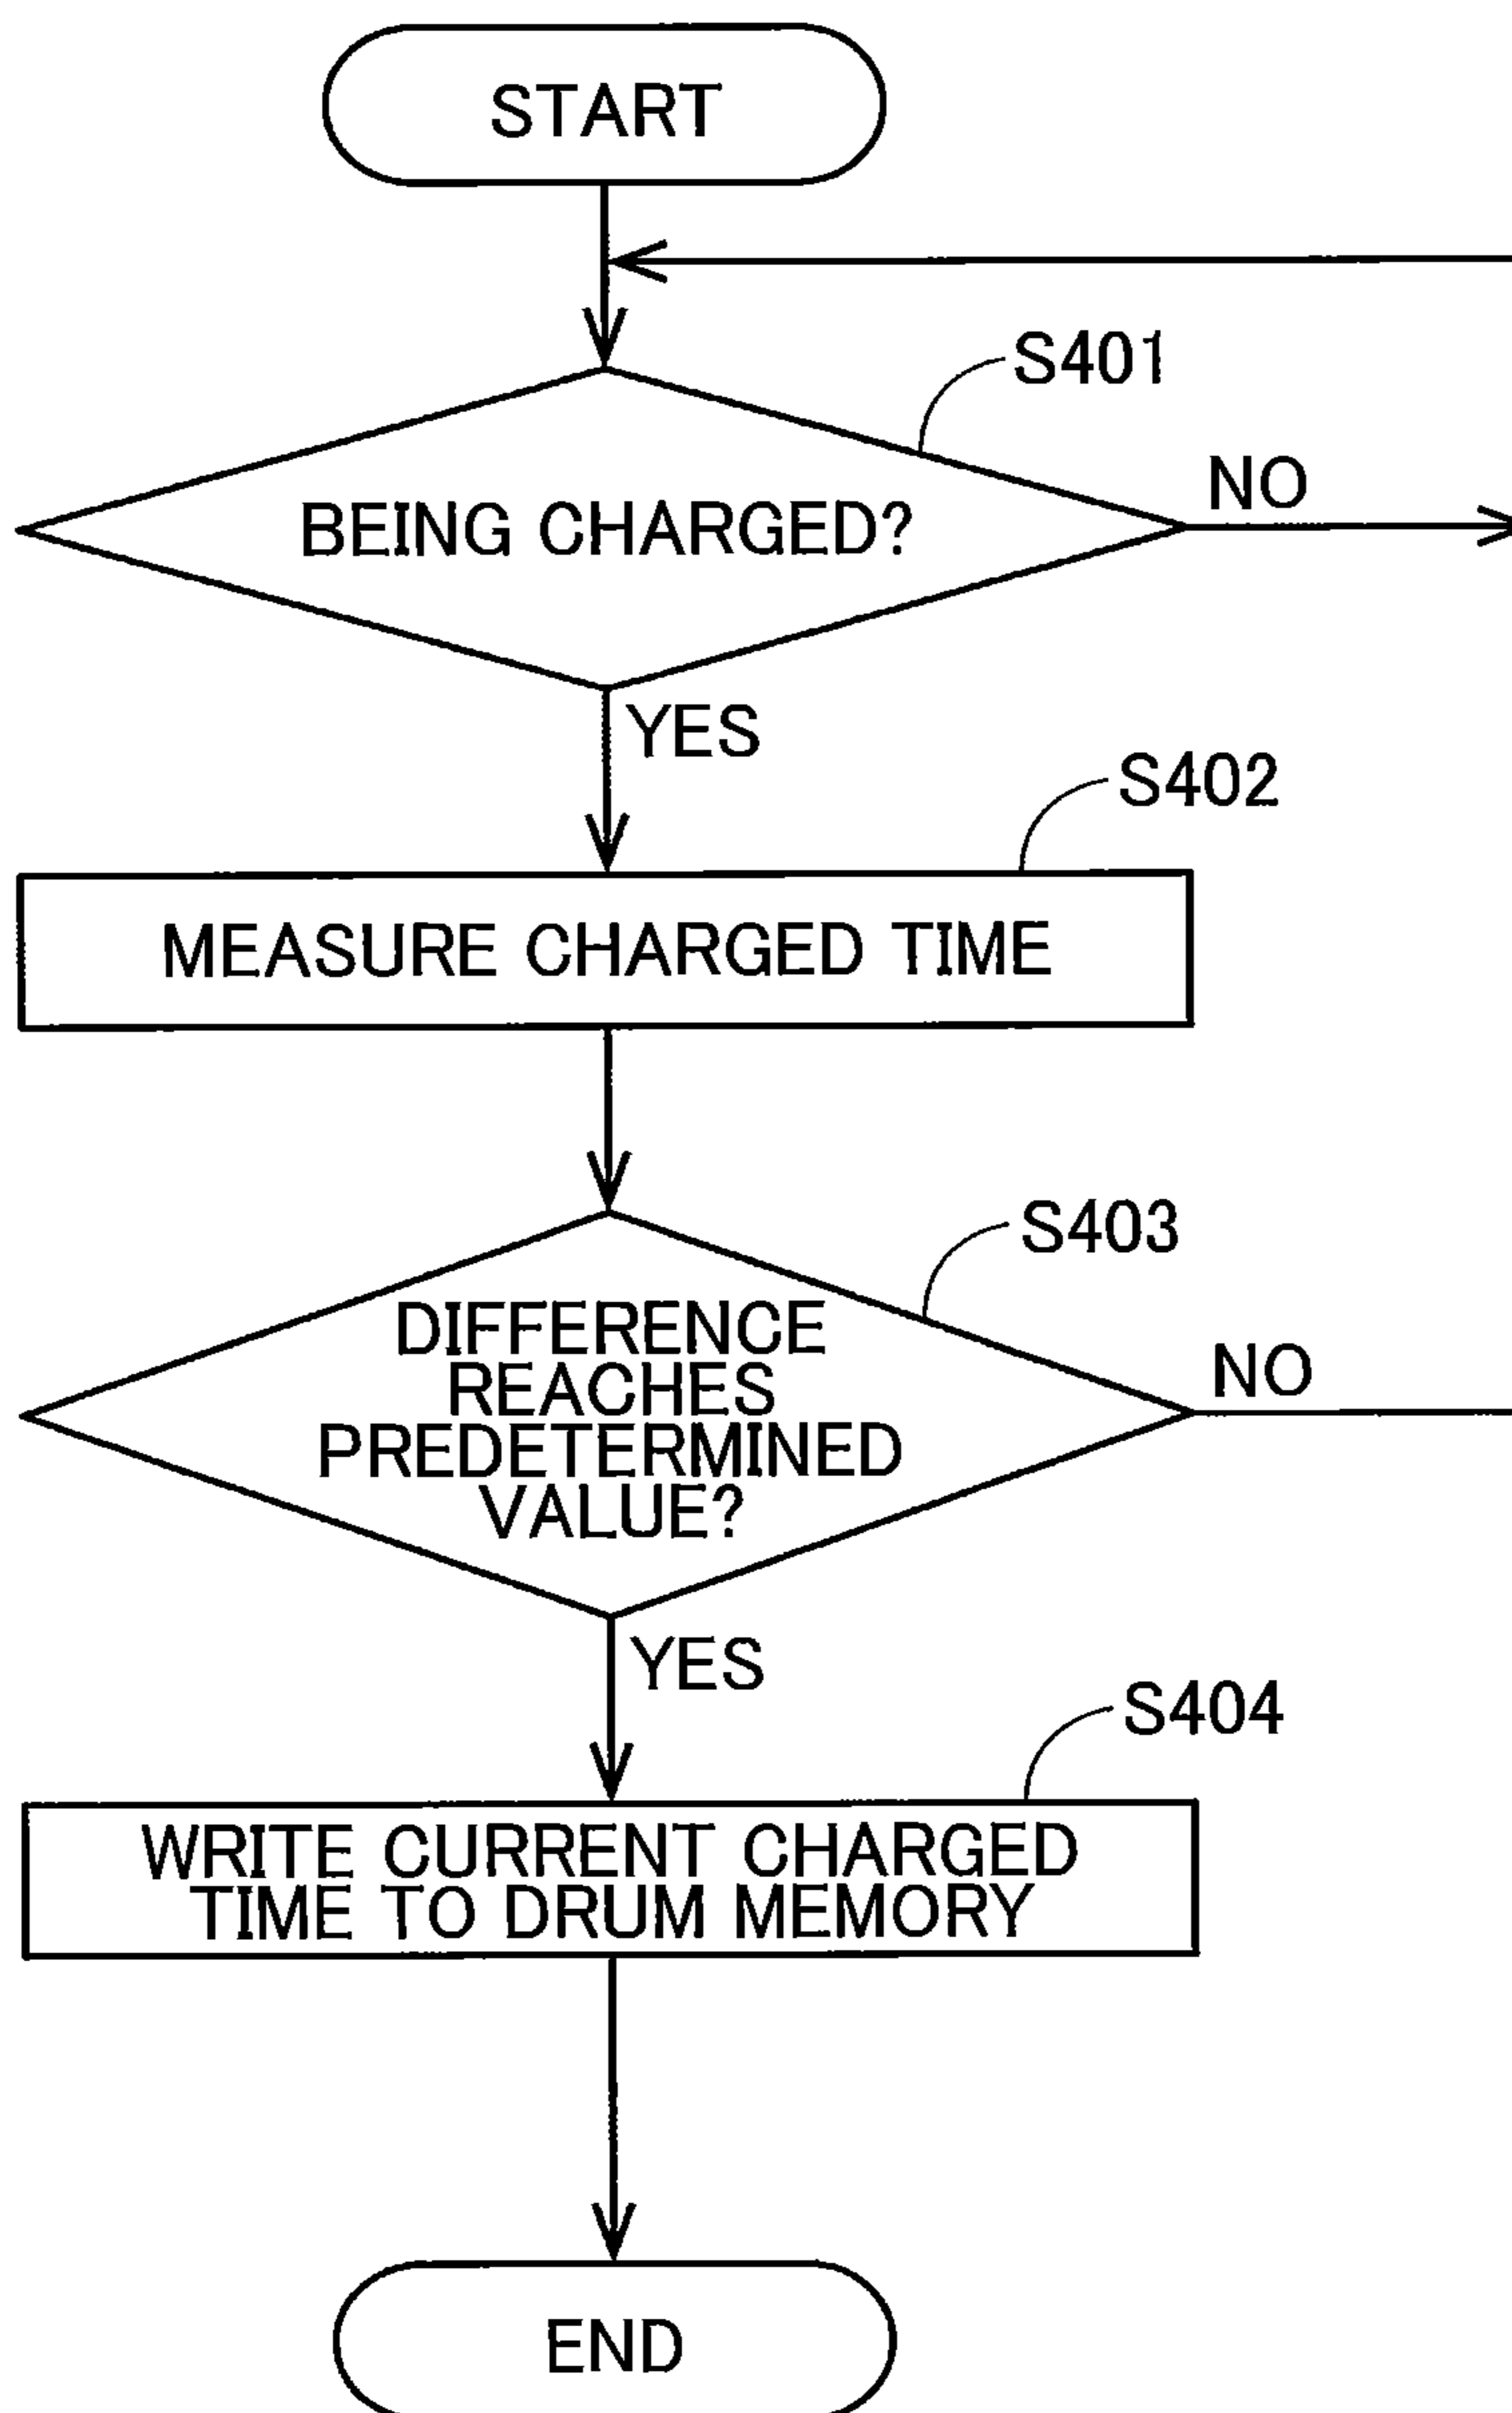 START
S401
BEING CHARGED?
NO
YES
S402
MEASURE CHARGED TIME
S403
DIFFERENCE
REACHES
PREDETERMINED
VALUE?
NO
YES
S404
WRITE CURRENT CHARGED
TIME TO DRUM MEMORY
END